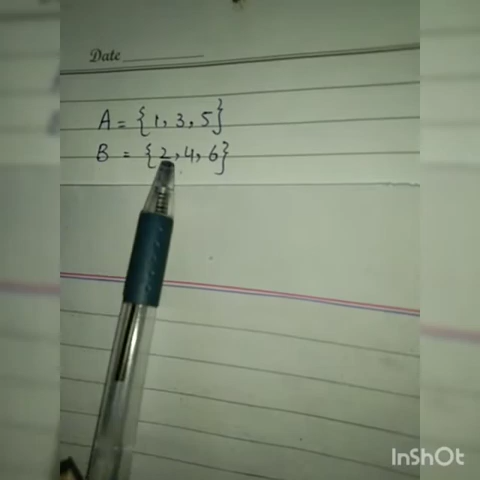 Date
A = {1, 3, 5}
B = {2, 4, 6}
InShOt